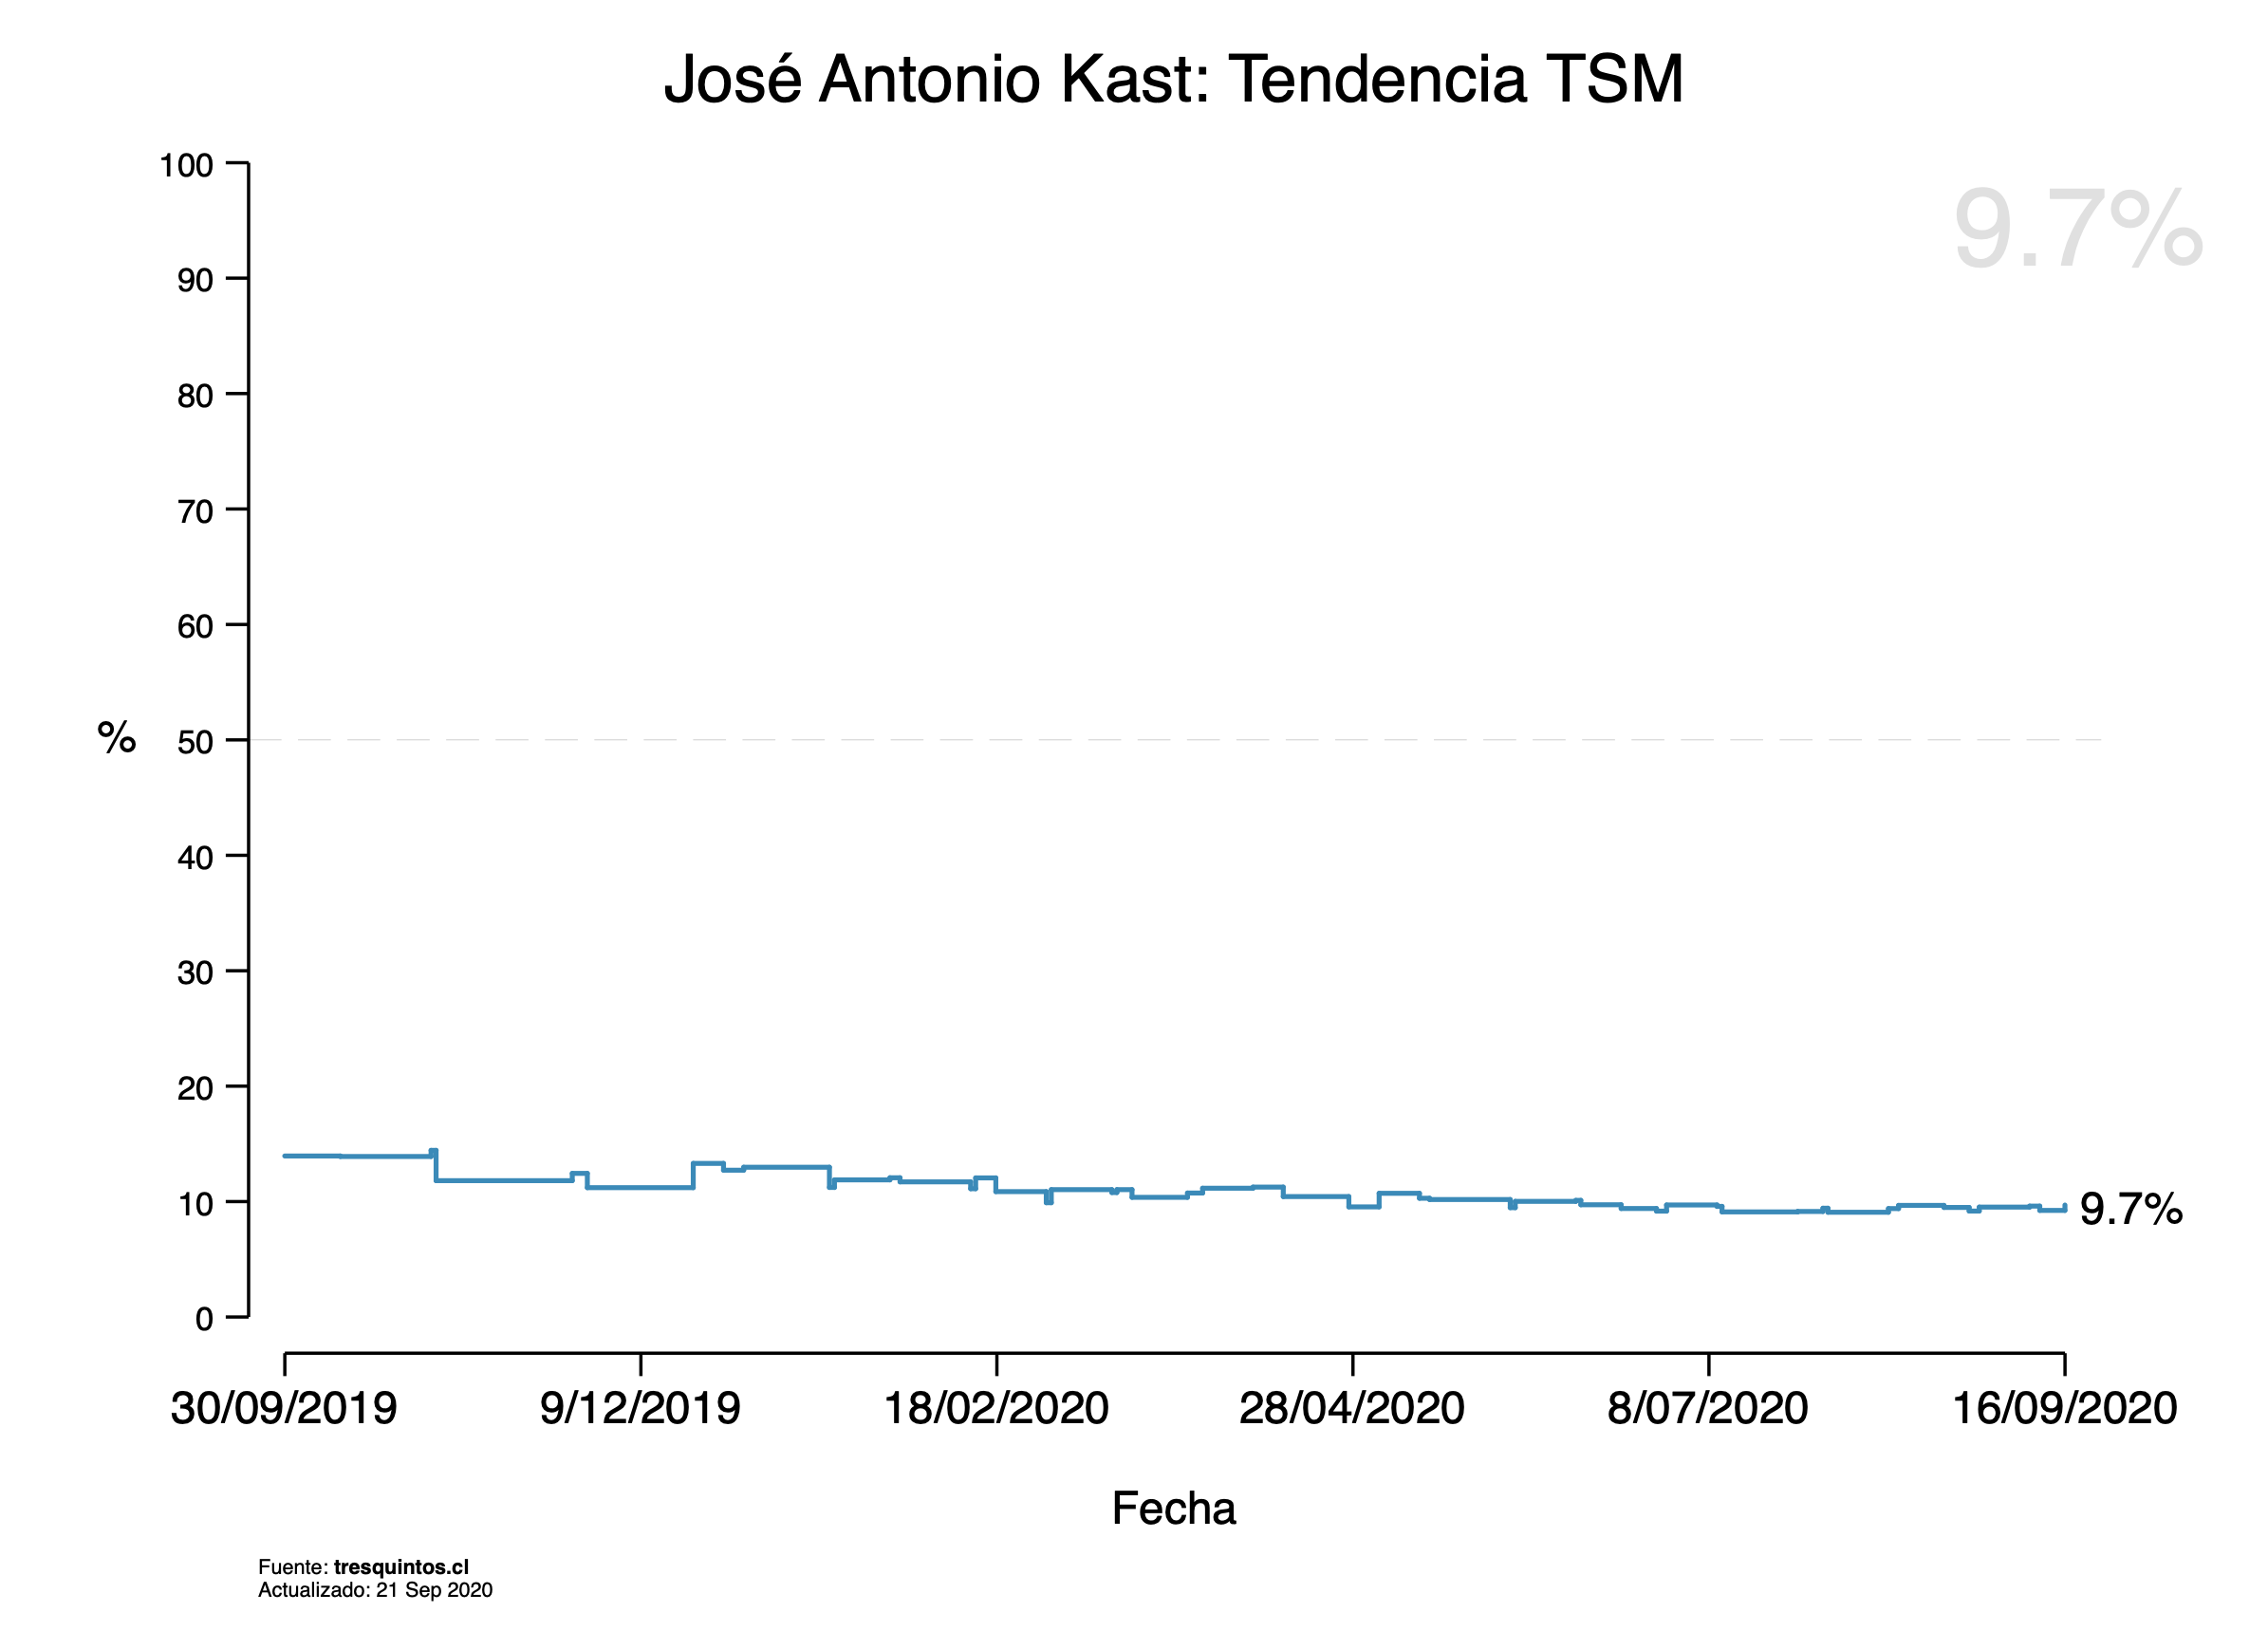 José Antonio Kast: Tendencia TSM
9.7%
100
90
80
70
60
50
40
30
20
10
0
%
9.7%
30/09/2019 9/12/2019 18/02/2020 28/04/2020 8/07/2020 16/09/2020
Fecha
Fuente: tresquintos.cl
Actualizado: 21 Sep 2020